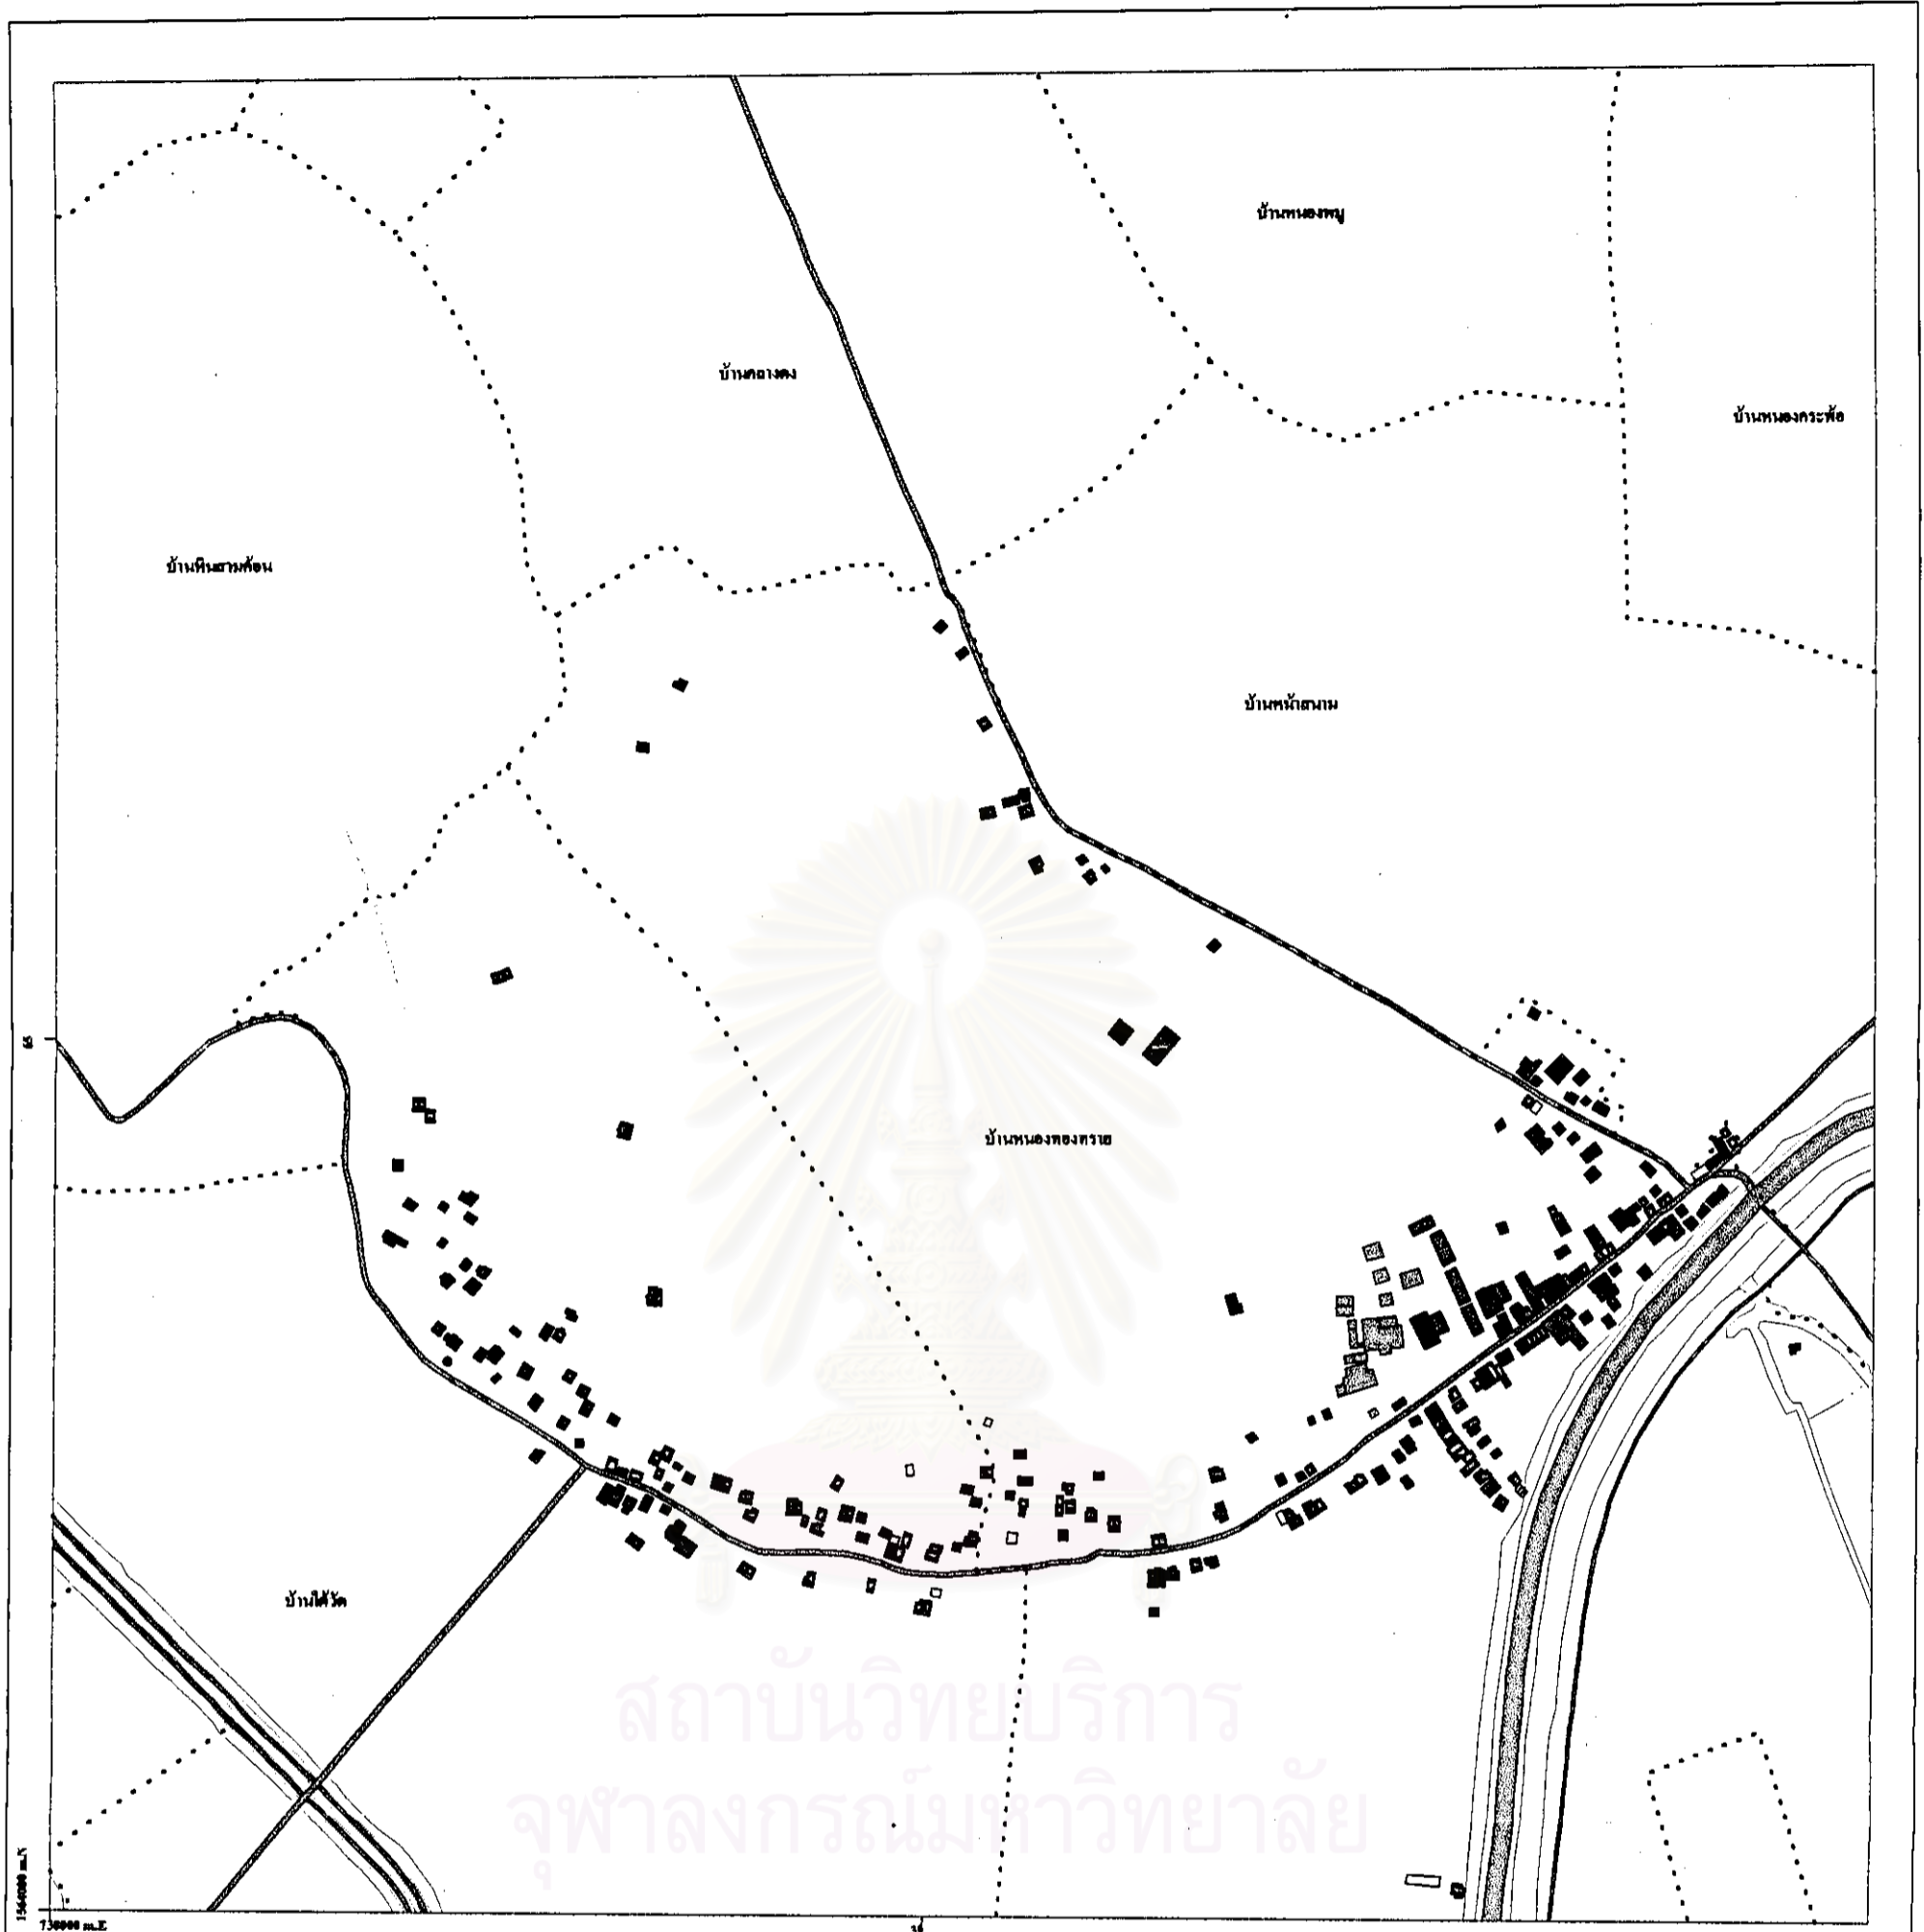 บ้านหนองพมู
บ้านกลางดง
บ้านหนองกระพ้อ
บ้านหินสามก้อน
บ้านหน้าสนาม
65
บ้านหนองทองทราย
บ้านใต้วัด
สถาบันวิทยบริการ
จุฬาลงกรณ์มหาวิทยาลัย
1564000 m.N